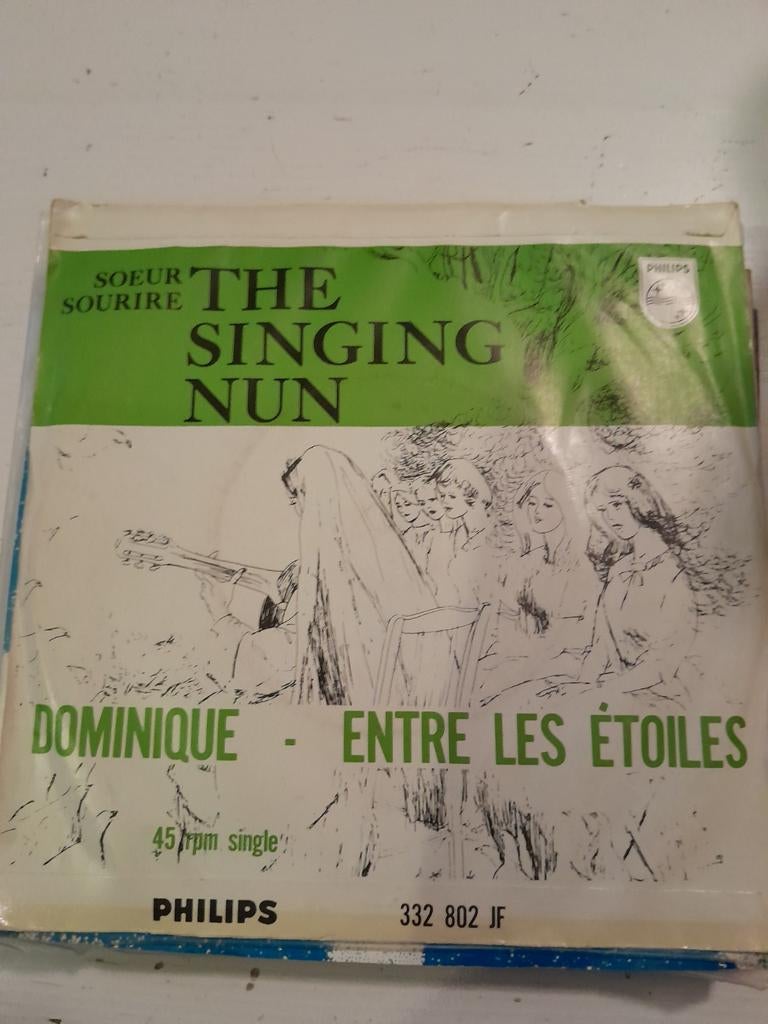 SOEUR
SOURIRE
THE
SINGING
NUN
PHILIPS
DOMINIQUE - ENTRE LES ÉTOILES
45 rpm single
PHILIPS 332 802 JF